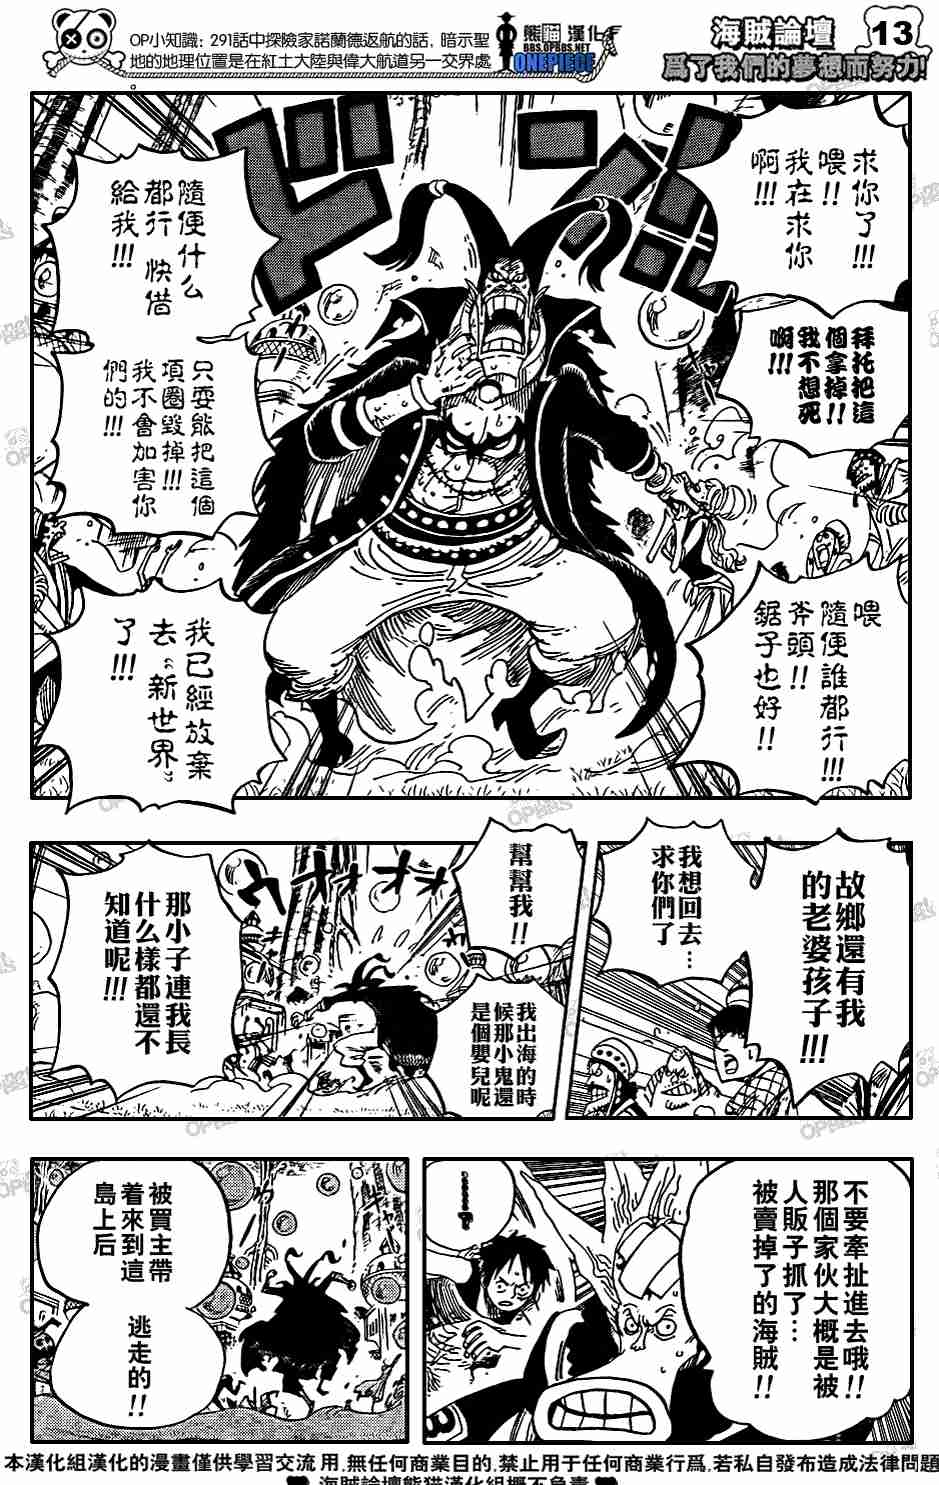 OP小知識：291話中探險家諾蘭德返航的話，暗示聖
地的地理位置是在紅土大陸與偉大航道另一交界處
。
熊貓 漢化
BBS.OPBBS.NET
ONEPIECE
海賊論壇
爲了我們的夢想而努力!
13
求你了!!!
喂!!
我在求你
啊!!!
拜托把這
個拿掉!!
我不想死
啊!!!
隨便什么
都行 快借
給我!!!
只要能把這個
項圈毀掉!!!
我不會加害你
們的!!!
喂
隨便誰都行!!!
斧頭!!
鋸子也好!!
我已經放棄
去“新世界”
了!!!
故鄉還有我
的老婆孩子!!!
我想回去…
求你們了
幫幫我!!
我出海的時
候那小鬼還
是個嬰兒呢
那小子連我長
什么樣都還不
知道呢!!!
不要牽扯進去哦!!
那個家伙大概是被
人販子抓了…
被賣掉了的海賊!!
……?
被買主帶
着來到這
島上后
逃走的!!
本漢化組漢化的漫畫僅供學習交流用,無任何商業目的,禁止用于任何商業行爲,若私自發布造成法律問題
海賊論壇熊猫漢化組概不負責